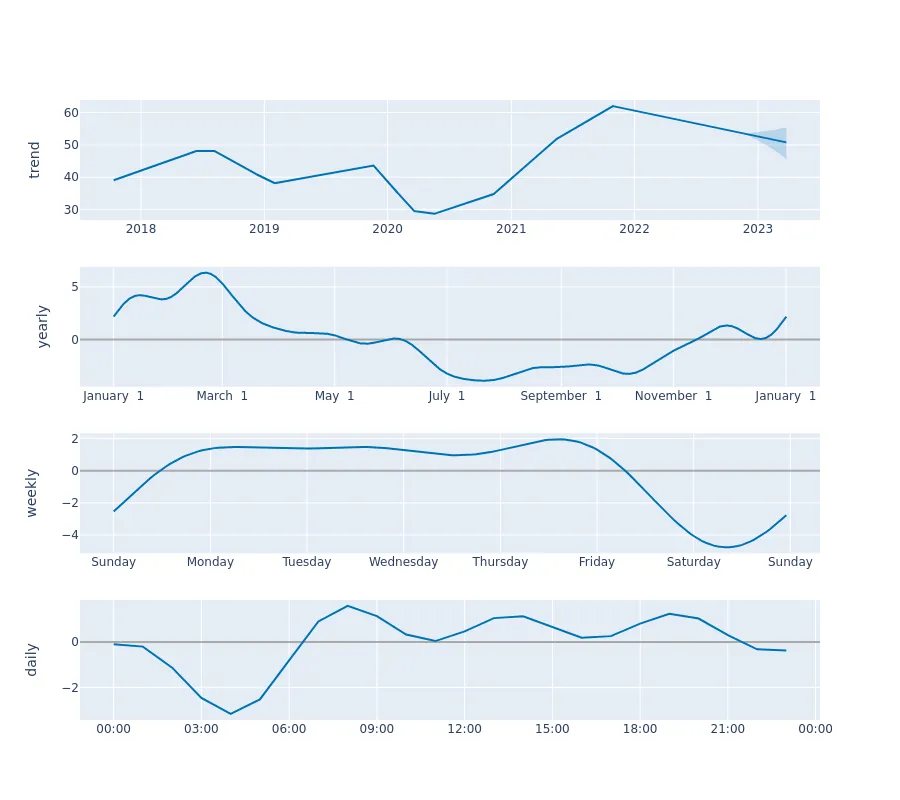 trend
60
50
40
30
2018 2019 2020 2021 2022 2023
yearly
5
0
January 1 March 1 May 1 July 1 September 1 November 1 January 1
weekly
2
0
−2
−4
Sunday Monday Tuesday Wednesday Thursday Friday Saturday Sunday
daily
0
−2
00:00 03:00 06:00 09:00 12:00 15:00 18:00 21:00 00:00